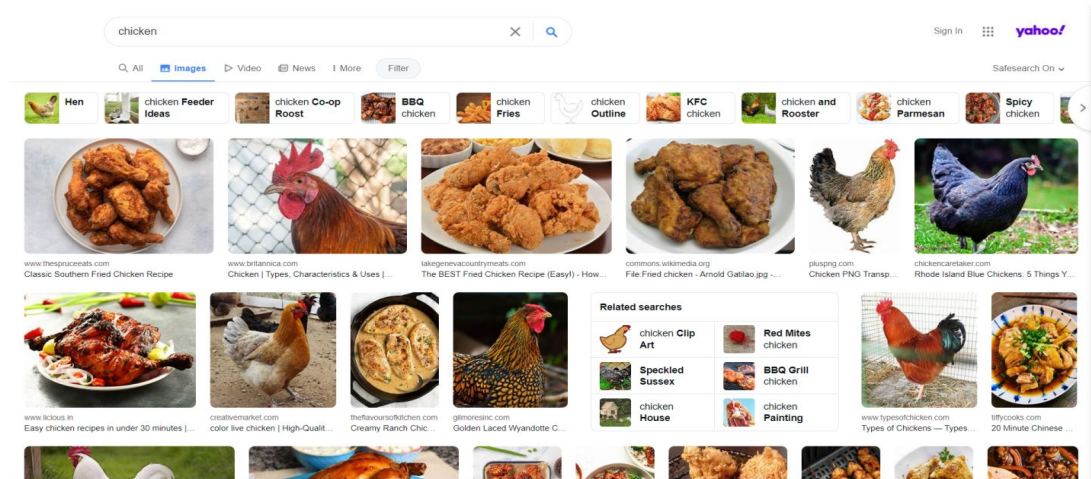 chicken
Sign In
yahoo!
All
Images
Video
News
More
Filter
Safesearch On
Hen
chicken Feeder
Ideas
chicken Co-op
Roost
BBQ
chicken
chicken
Fries
chicken
Outline
KFC
chicken
chicken and
Rooster
chicken
Parmesan
Spicy
chicken
www.thespruceeats.com
Classic Southern Fried Chicken Recipe
www.britannica.com
Chicken | Types, Characteristics & Uses |...
lakegenevacountrymeats.com
The BEST Fried Chicken Recipe (Easy!) - How...
commons.wikimedia.org
File:Fried chicken - Arnold Gatilao.jpg -...
pluspng.com
Chicken PNG Transp...
chickencaretaker.com
Rhode Island Blue Chickens: 5 Things Y...
www.licious.in
Easy chicken recipes in under 30 minutes |...
creativemarket.com
color live chicken | High-Qualit...
theflavoursofkitchen.com
Creamy Ranch Chic...
gilmoresinc.com
Golden Laced Wyandotte C...
Related searches
chicken Clip
Art
Red Mites
chicken
Speckled
Sussex
BBQ Grill
chicken
chicken
House
chicken
Painting
www.typesofchicken.com
Types of Chickens — Types...
tiffycooks.com
20 Minute Chinese ...